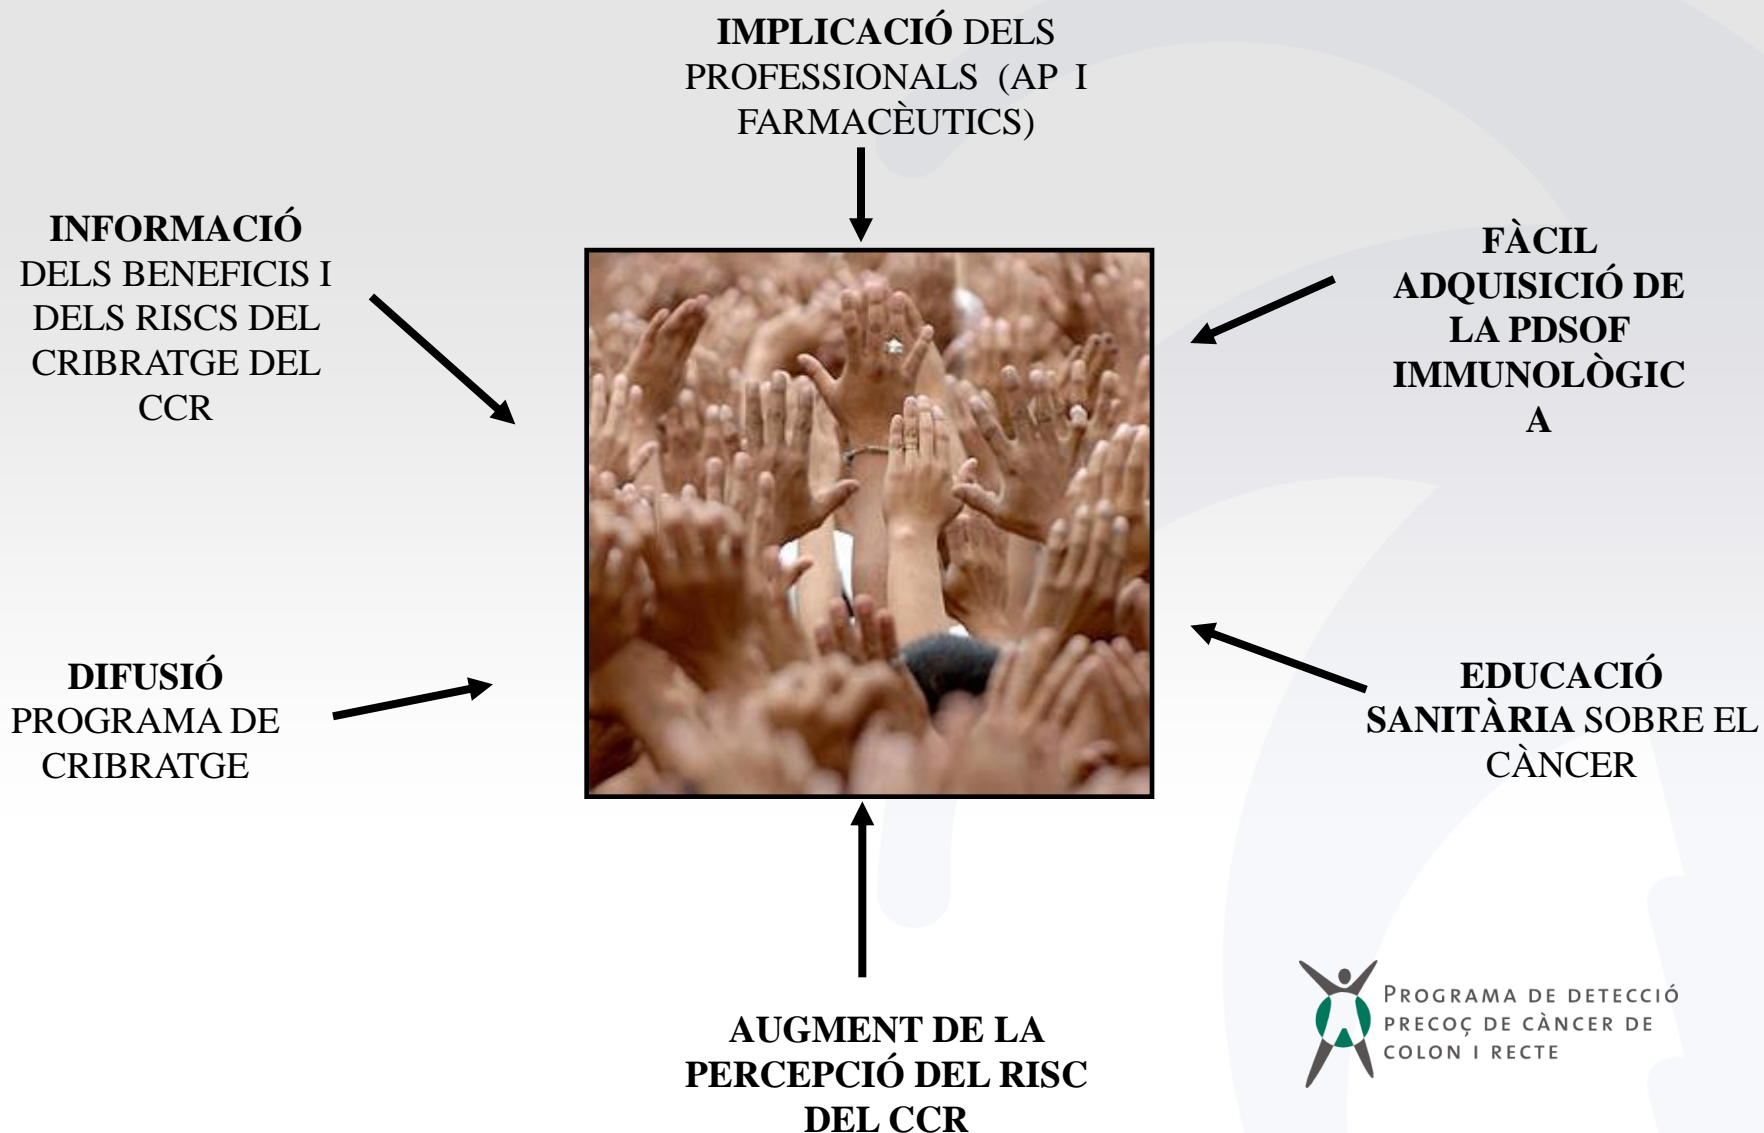 IMPLICACIÓ DELS
PROFESSIONALS (AP I
FARMACÈUTICS)
INFORMACIÓ
DELS BENEFICIS I
DELS RISCS DEL
CRIBRATGE DEL
CCR
FÀCIL
ADQUISICIÓ DE
LA PDSOF
IMMUNOLÒGIC
A
DIFUSIÓ
PROGRAMA DE
CRIBRATGE
EDUCACIÓ
SANITÀRIA SOBRE EL
CÀNCER
AUGMENT DE LA
PERCEPCIÓ DEL RISC
DEL CCR
PROGRAMA DE DETECCIÓ
PRECOÇ DE CÀNCER DE
COLON I RECTE